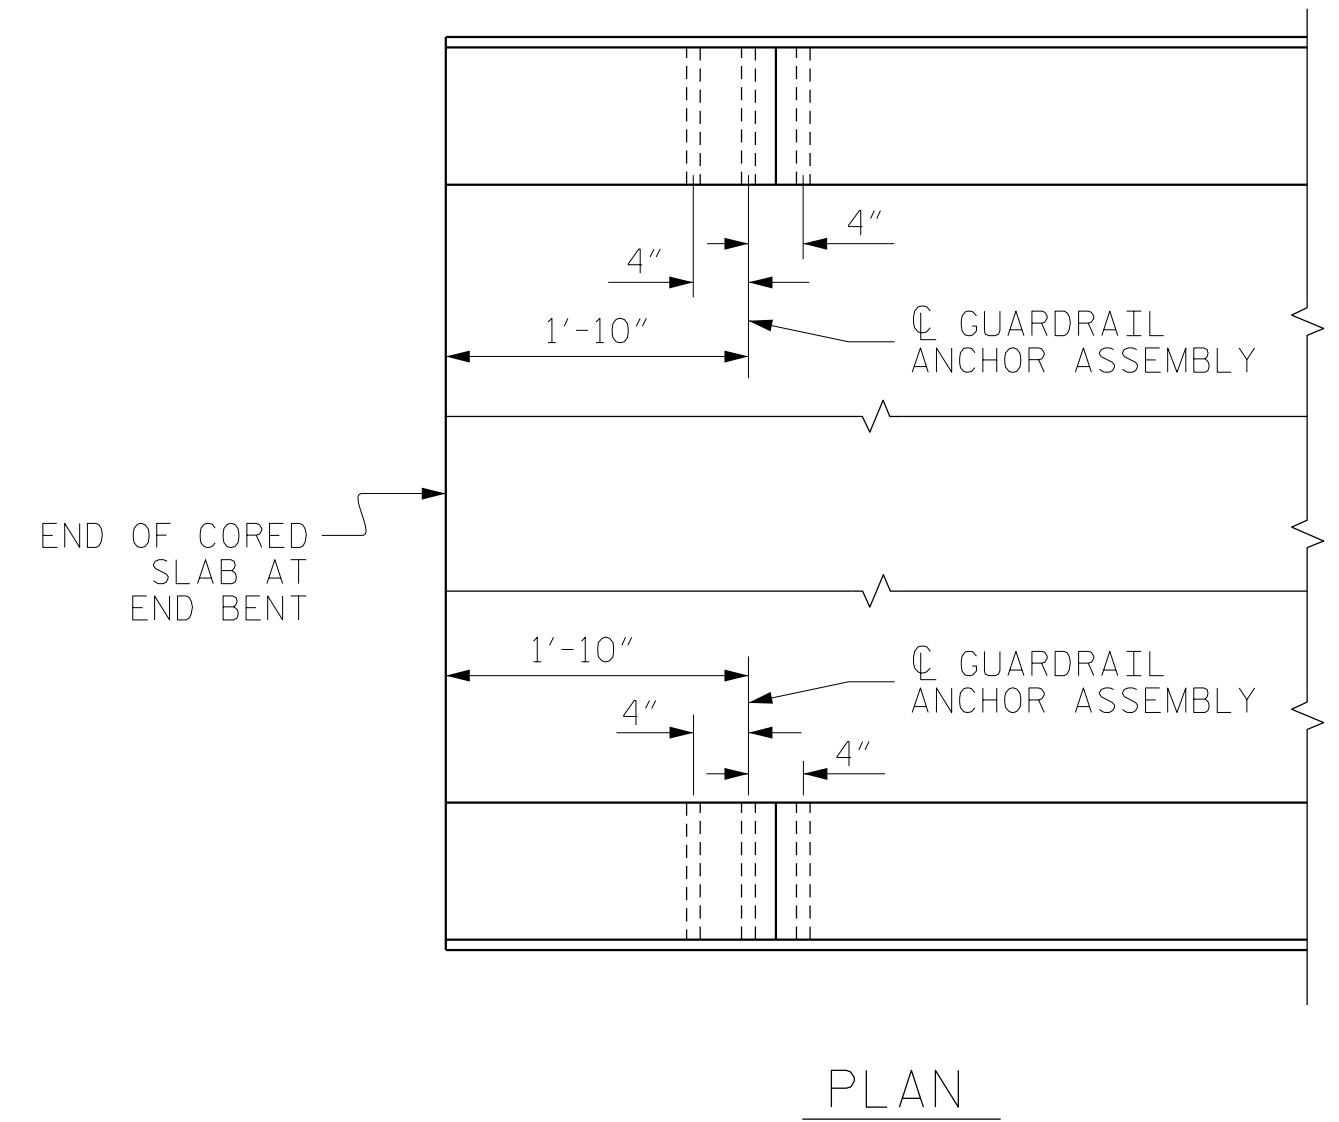 4"
4"
1'-10"
℄ GUARDRAIL
ANCHOR ASSEMBLY
END OF CORED
SLAB AT
END BENT
1'-10"
℄ GUARDRAIL
ANCHOR ASSEMBLY
4"
4"
PLAN